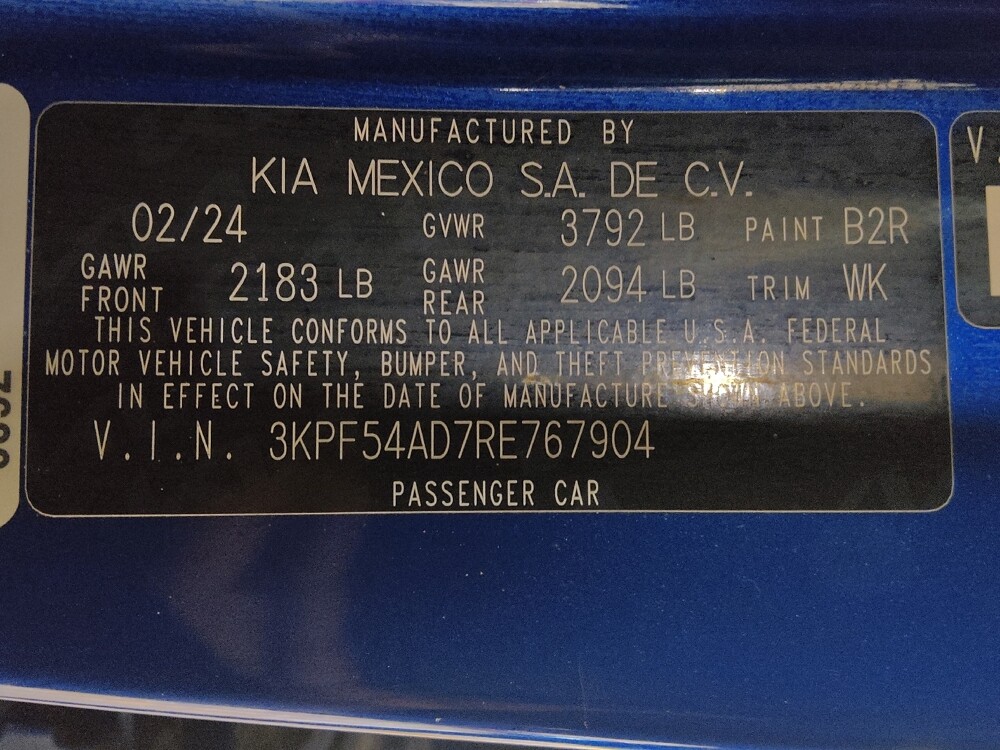 MANUFACTURED BY
KIA MEXICO S.A. DE C.V.
02/24 GVWR 3792 LB PAINT B2R
GAWR FRONT 2183 LB GAWR REAR 2094 LB TRIM WK
THIS VEHICLE CONFORMS TO ALL APPLICABLE U.S.A. FEDERAL
MOTOR VEHICLE SAFETY, BUMPER, AND THEFT PREVENTION STANDARDS
IN EFFECT ON THE DATE OF MANUFACTURE SHOWN ABOVE.
V.I.N. 3KPF54AD7RE767904
PASSENGER CAR